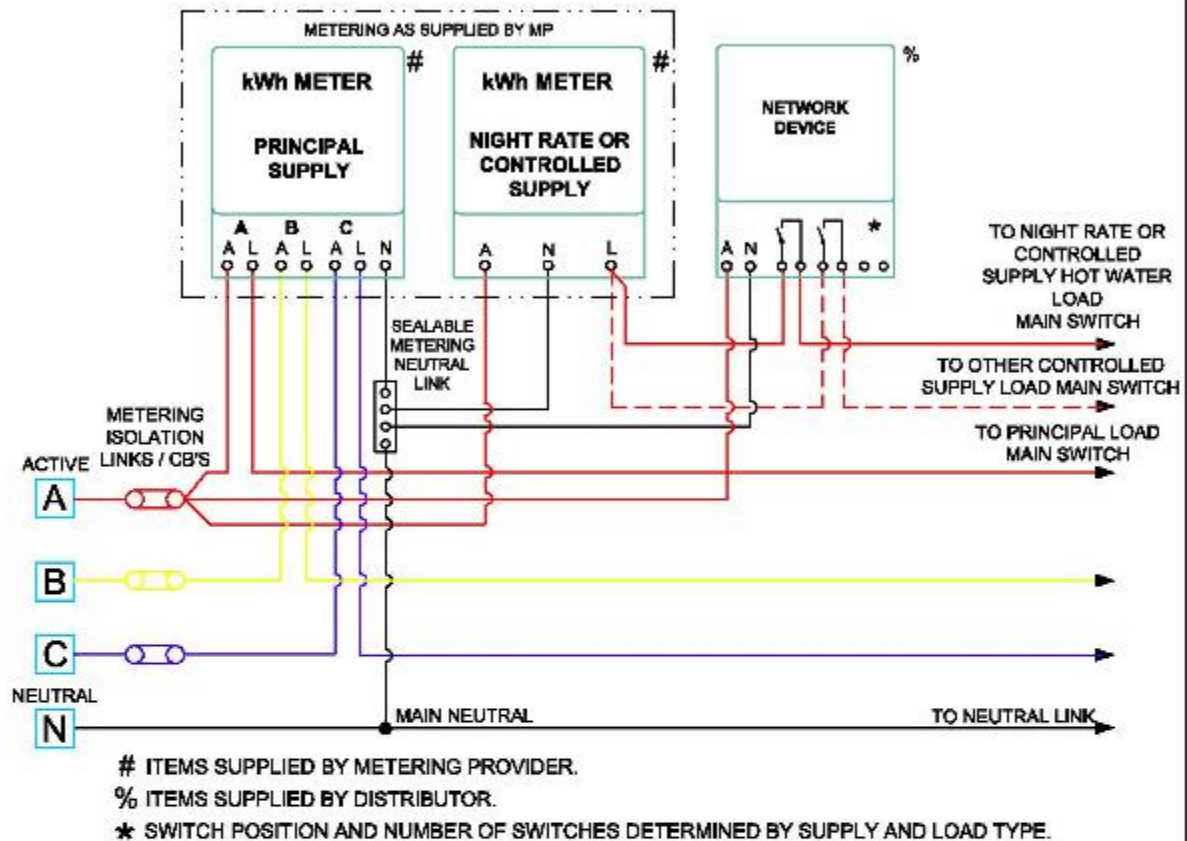 METERING AS SUPPLIED BY MP
kWh METER
PRINCIPAL
SUPPLY
#
kWh METER
NIGHT RATE OR
CONTROLLED
SUPPLY
#
NETWORK
DEVICE
%
A B C
A L A L A L N
A N L
A N
*
TO NIGHT RATE OR
CONTROLLED
SUPPLY HOT WATER
LOAD
MAIN SWITCH
SEALABLE
METERING
NEUTRAL
LINK
TO OTHER CONTROLLED
SUPPLY LOAD MAIN SWITCH
METERING
ISOLATION
LINKS / CB'S
TO PRINCIPAL LOAD
MAIN SWITCH
ACTIVE
A
B
C
NEUTRAL
N
MAIN NEUTRAL
TO NEUTRAL LINK
# ITEMS SUPPLIED BY METERING PROVIDER.
% ITEMS SUPPLIED BY DISTRIBUTOR.
* SWITCH POSITION AND NUMBER OF SWITCHES DETERMINED BY SUPPLY AND LOAD TYPE.